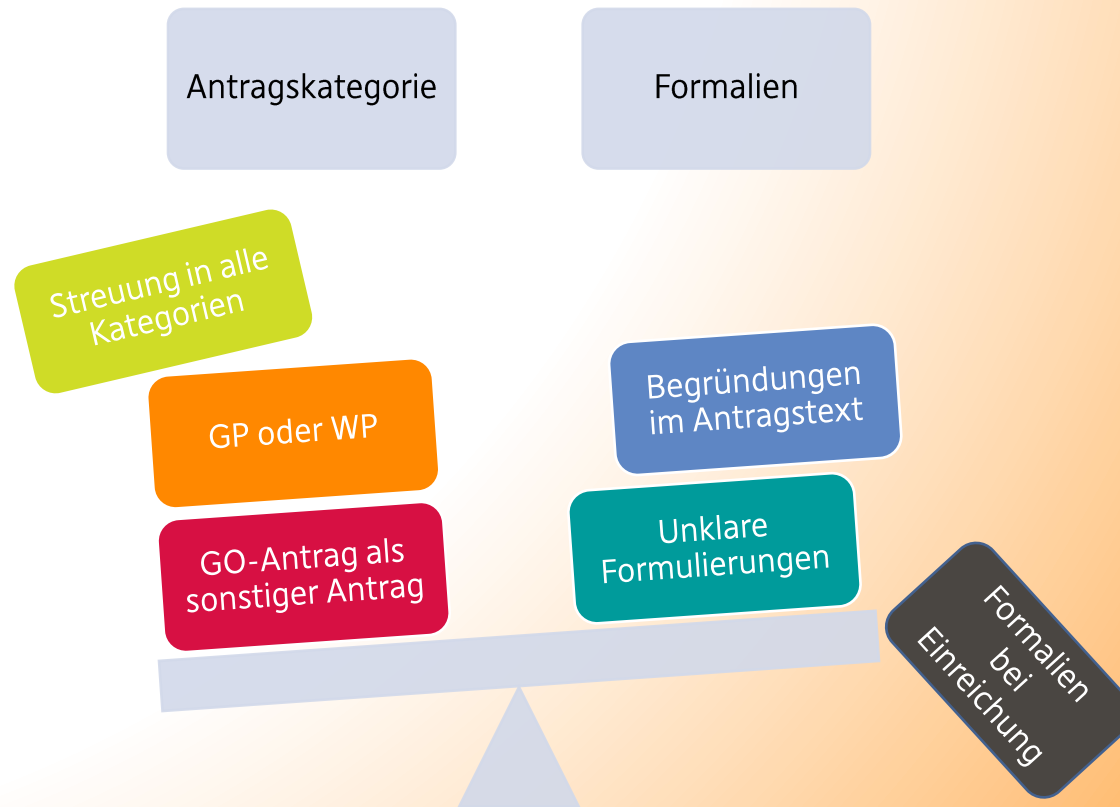 Antragskategorie
Formalien
Streuung in alle
Kategorien
GP oder WP
GO-Antrag als
sonstiger Antrag
Begründungen
im Antragstext
Unklare
Formulierungen
Formalien
bei
Einreichung